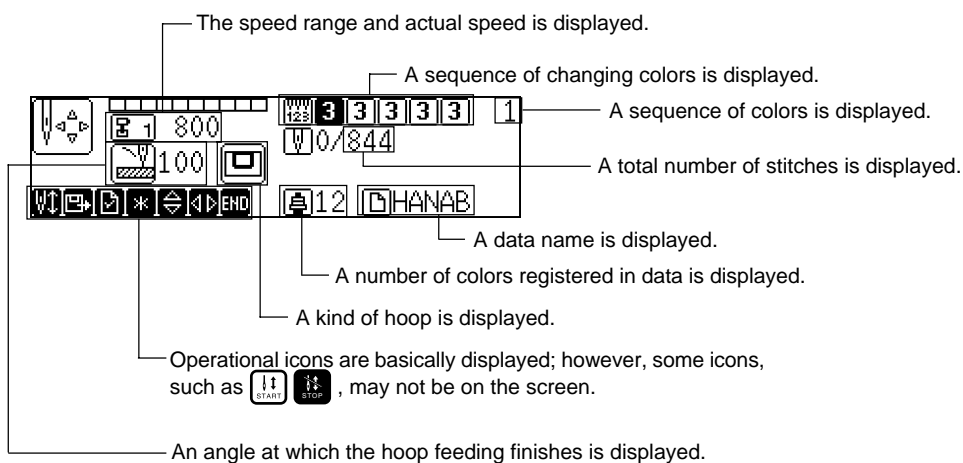 The speed range and actual speed is displayed.
A sequence of changing colors is displayed.
123 3 3 3 3 3 1
A sequence of colors is displayed.
1 800
0/844
A total number of stitches is displayed.
100
END
12 HANAB
A data name is displayed.
A number of colors registered in data is displayed.
A kind of hoop is displayed.
Operational icons are basically displayed; however, some icons,
such as START STOP , may not be on the screen.
An angle at which the hoop feeding finishes is displayed.